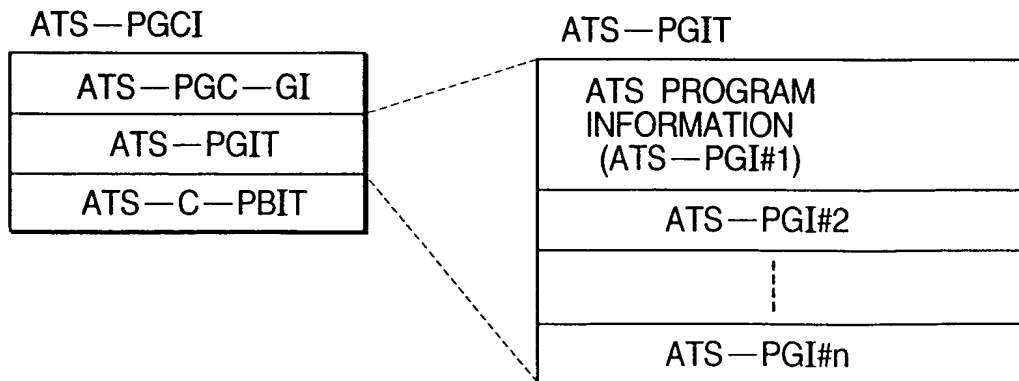 ATS—PGCI
ATS—PGC—GI
ATS—PGIT
ATS—C—PBIT
ATS—PGIT
ATS PROGRAM
INFORMATION
(ATS—PGI#1)
ATS—PGI#2
ATS—PGI#n